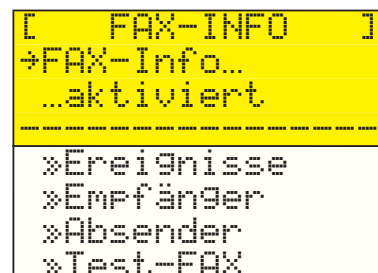 [ FAX-INFO ]
→FAX-Info…
…aktiviert
------------------
»Ereignisse
»Empfänger
»Absender
»Test-FAX